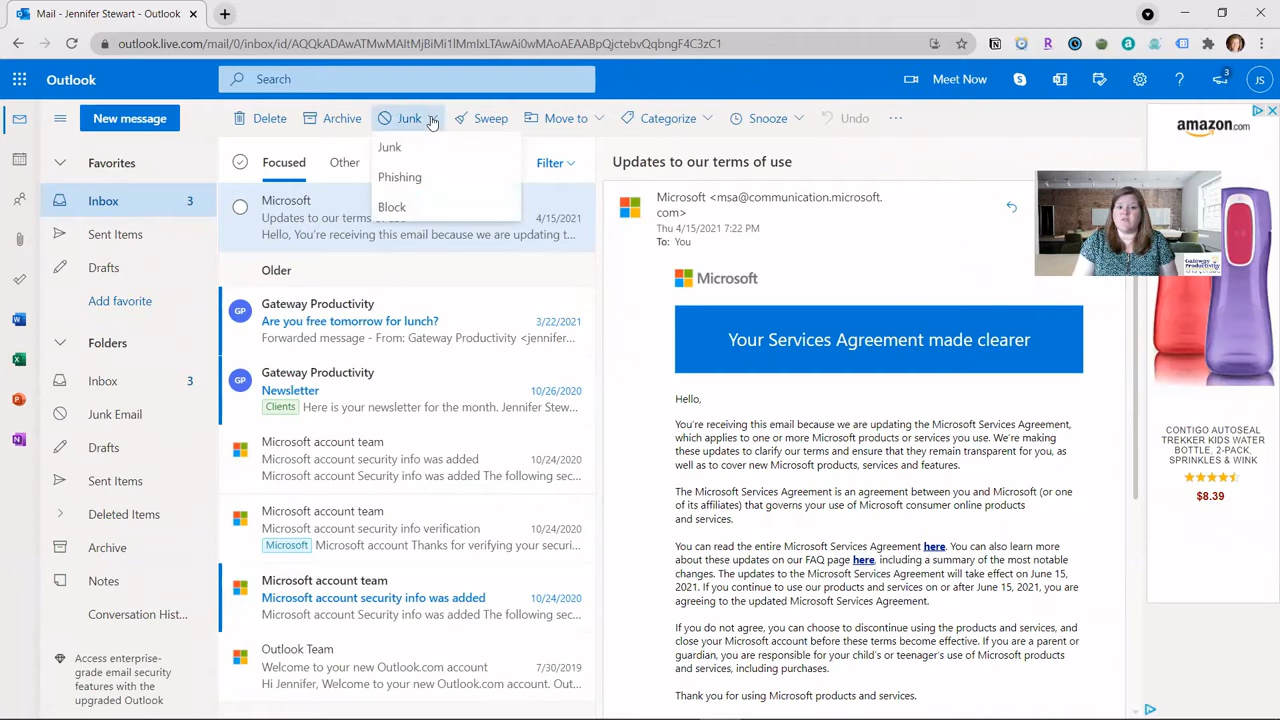 Mail - Jennifer Stewart - Outlook
outlook.live.com/mail/0/inbox/id/AQQkADAwATMwMAItMjBiMi1lMmIxLTAwAi0wMAoAEAABpQjctebvQqbngF4C3C1
Outlook
Search
Meet Now
3
JS
New message
Delete
Archive
Junk
Sweep
Move to
Categorize
Snooze
Undo
Junk
Phishing
Block
Favorites
Inbox 3
Sent Items
Drafts
Add favorite
Folders
Inbox 3
Junk Email
Drafts
Sent Items
Deleted Items
Archive
Notes
Conversation Hist...
Access enterprise-
grade email security
features with the
upgraded Outlook
Focused
Other
Filter
Microsoft
Updates to our terms 4/15/2021
Hello, You're receiving this email because we are updating t...
Older
GP
Gateway Productivity
Are you free tomorrow for lunch? 3/22/2021
Forwarded message - From: Gateway Productivity <jennifer...
GP
Gateway Productivity
Newsletter 10/26/2020
Clients Here is your newsletter for the month. Jennifer Stew...
Microsoft account team
Microsoft account security info was added 10/24/2020
Microsoft account security info was added The following sec...
Microsoft account team
Microsoft account security info verification 10/24/2020
Microsoft Microsoft account Thanks for verifying your securi...
Microsoft account team
Microsoft account security info was added 10/24/2020
Microsoft account security info was added The following sec...
Outlook Team
Welcome to your new Outlook.com account 7/30/2019
Hi Jennifer, Welcome to your new Outlook.com account. Out...
Updates to our terms of use
Microsoft <msa@communication.microsoft.
com>
Thu 4/15/2021 7:22 PM
To: You
Microsoft
Your Services Agreement made clearer
Hello,
You're receiving this email because we are updating the Microsoft Services Agreement,
which applies to one or more Microsoft products or services you use. We're making
these updates to clarify our terms and ensure that they remain transparent for you, as
well as to cover new Microsoft products, services and features.
The Microsoft Services Agreement is an agreement between you and Microsoft (or one
of its affiliates) that governs your use of Microsoft consumer online products
and services.
You can read the entire Microsoft Services Agreement here. You can also learn more
about these updates on our FAQ page here, including a summary of the most notable
changes. The updates to the Microsoft Services Agreement will take effect on June 15,
2021. If you continue to use our products and services on or after June 15, 2021, you are
agreeing to the updated Microsoft Services Agreement.
If you do not agree, you can choose to discontinue using the products and services, and
close your Microsoft account before these terms become effective. If you are a parent or
guardian, you are responsible for your child's or teenager's use of Microsoft products
and services, including purchases.
Thank you for using Microsoft products and services.
Gateway
Productivity
amazon.com
CONTIGO AUTOSEAL
TREKKER KIDS WATER
BOTTLE, 2-PACK,
SPRINKLES & WINK
$8.39